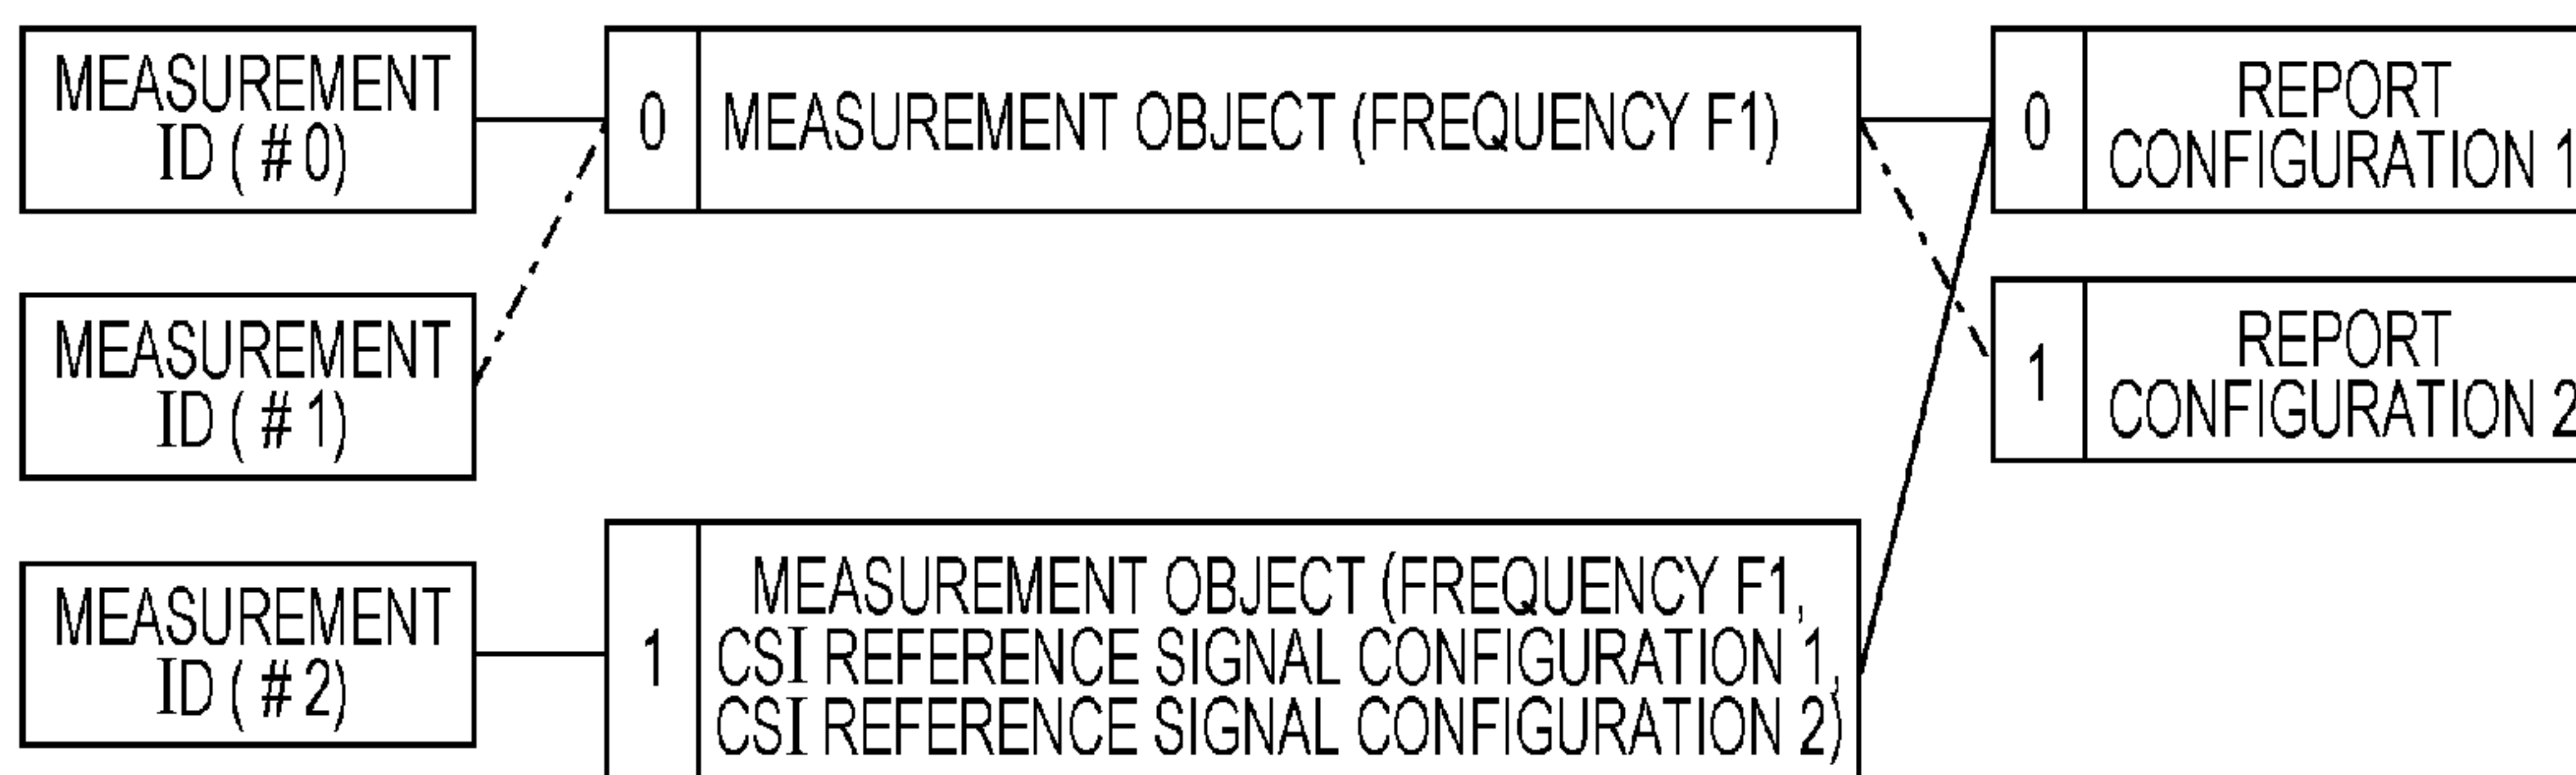 MEASUREMENT
ID ( # 0)
0
MEASUREMENT OBJECT (FREQUENCY F1)
0
REPORT
CONFIGURATION 1
MEASUREMENT
ID ( # 1)
1
REPORT
CONFIGURATION 2
MEASUREMENT
ID ( # 2)
1
MEASUREMENT OBJECT (FREQUENCY F1,
CSI REFERENCE SIGNAL CONFIGURATION 1,
CSI REFERENCE SIGNAL CONFIGURATION 2)